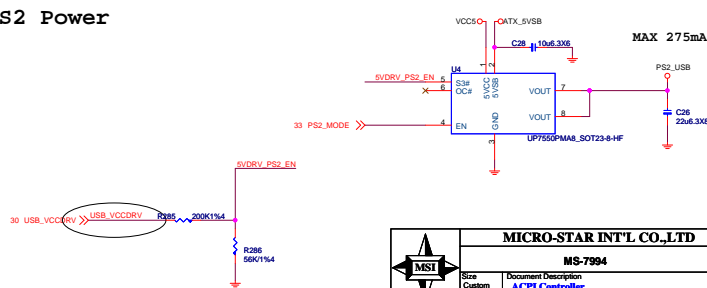 S2 Power
VCC5
ATX_5VSB
C28
10u6.3X6
MAX 275mA
PS2_USB
U4
5VDRV_PS2_EN
5
S3#
6
OC#
1
5VCC
2
5VSB
VOUT
7
VOUT
8
33 PS2_MODE
4
EN
GND
3
UP7550PMA8_SOT23-8-HF
C26
22u6.3X8
5VDRV_PS2_EN
30 USB_VCCDRV
USB_VCCDRV
R285
200K1%4
R286
56K/1%4
MSI
MICRO-STAR INT'L CO.,LTD
MS-7994
Size
Document Description
Custom
ACPI Controller